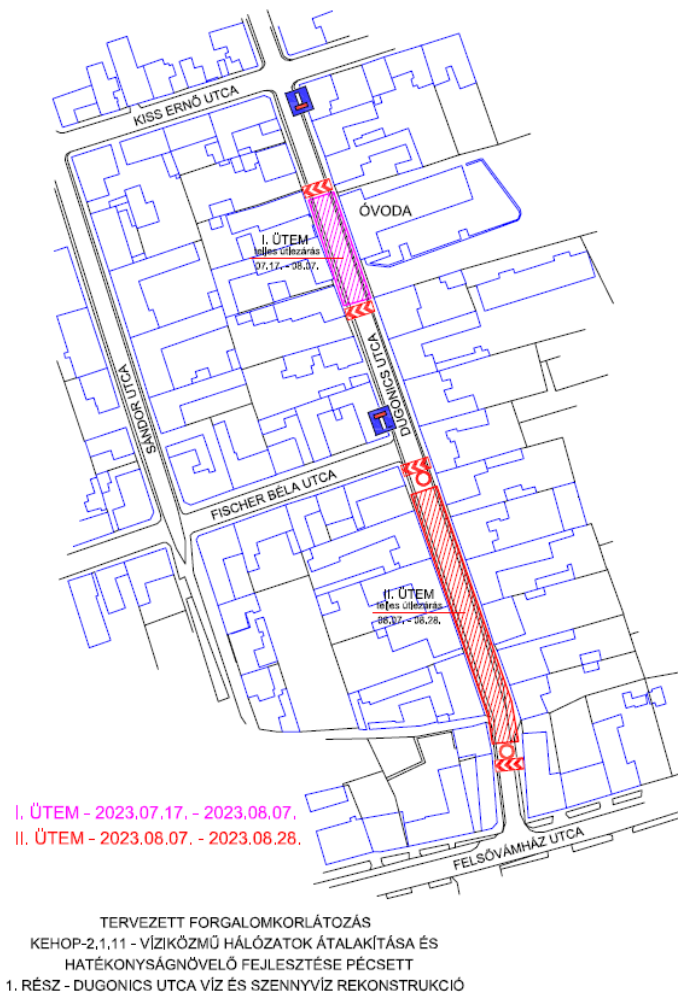 KISS ERNŐ UTCA
ÓVODA
I. ÜTEM
teljes útlezárás
07.17. - 08.07.
DUGONICS UTCA
SÁNDOR UTCA
FISCHER BÉLA UTCA
II. ÜTEM
teljes útlezárás
08.07. - 08.28.
I. ÜTEM - 2023.07.17. - 2023.08.07.
II. ÜTEM - 2023.08.07. - 2023.08.28.
FELSŐVÁMHÁZ UTCA
TERVEZETT FORGALOMKORLÁTOZÁS
KEHOP-2.1.11 - VÍZIKÖZMŰ HÁLÓZATOK ÁTALAKÍTÁSA ÉS
HATÉKONYSÁGNÖVELŐ FEJLESZTÉSE PÉCSETT
1. RÉSZ - DUGONICS UTCA VÍZ ÉS SZENNYVÍZ REKONSTRUKCIÓ